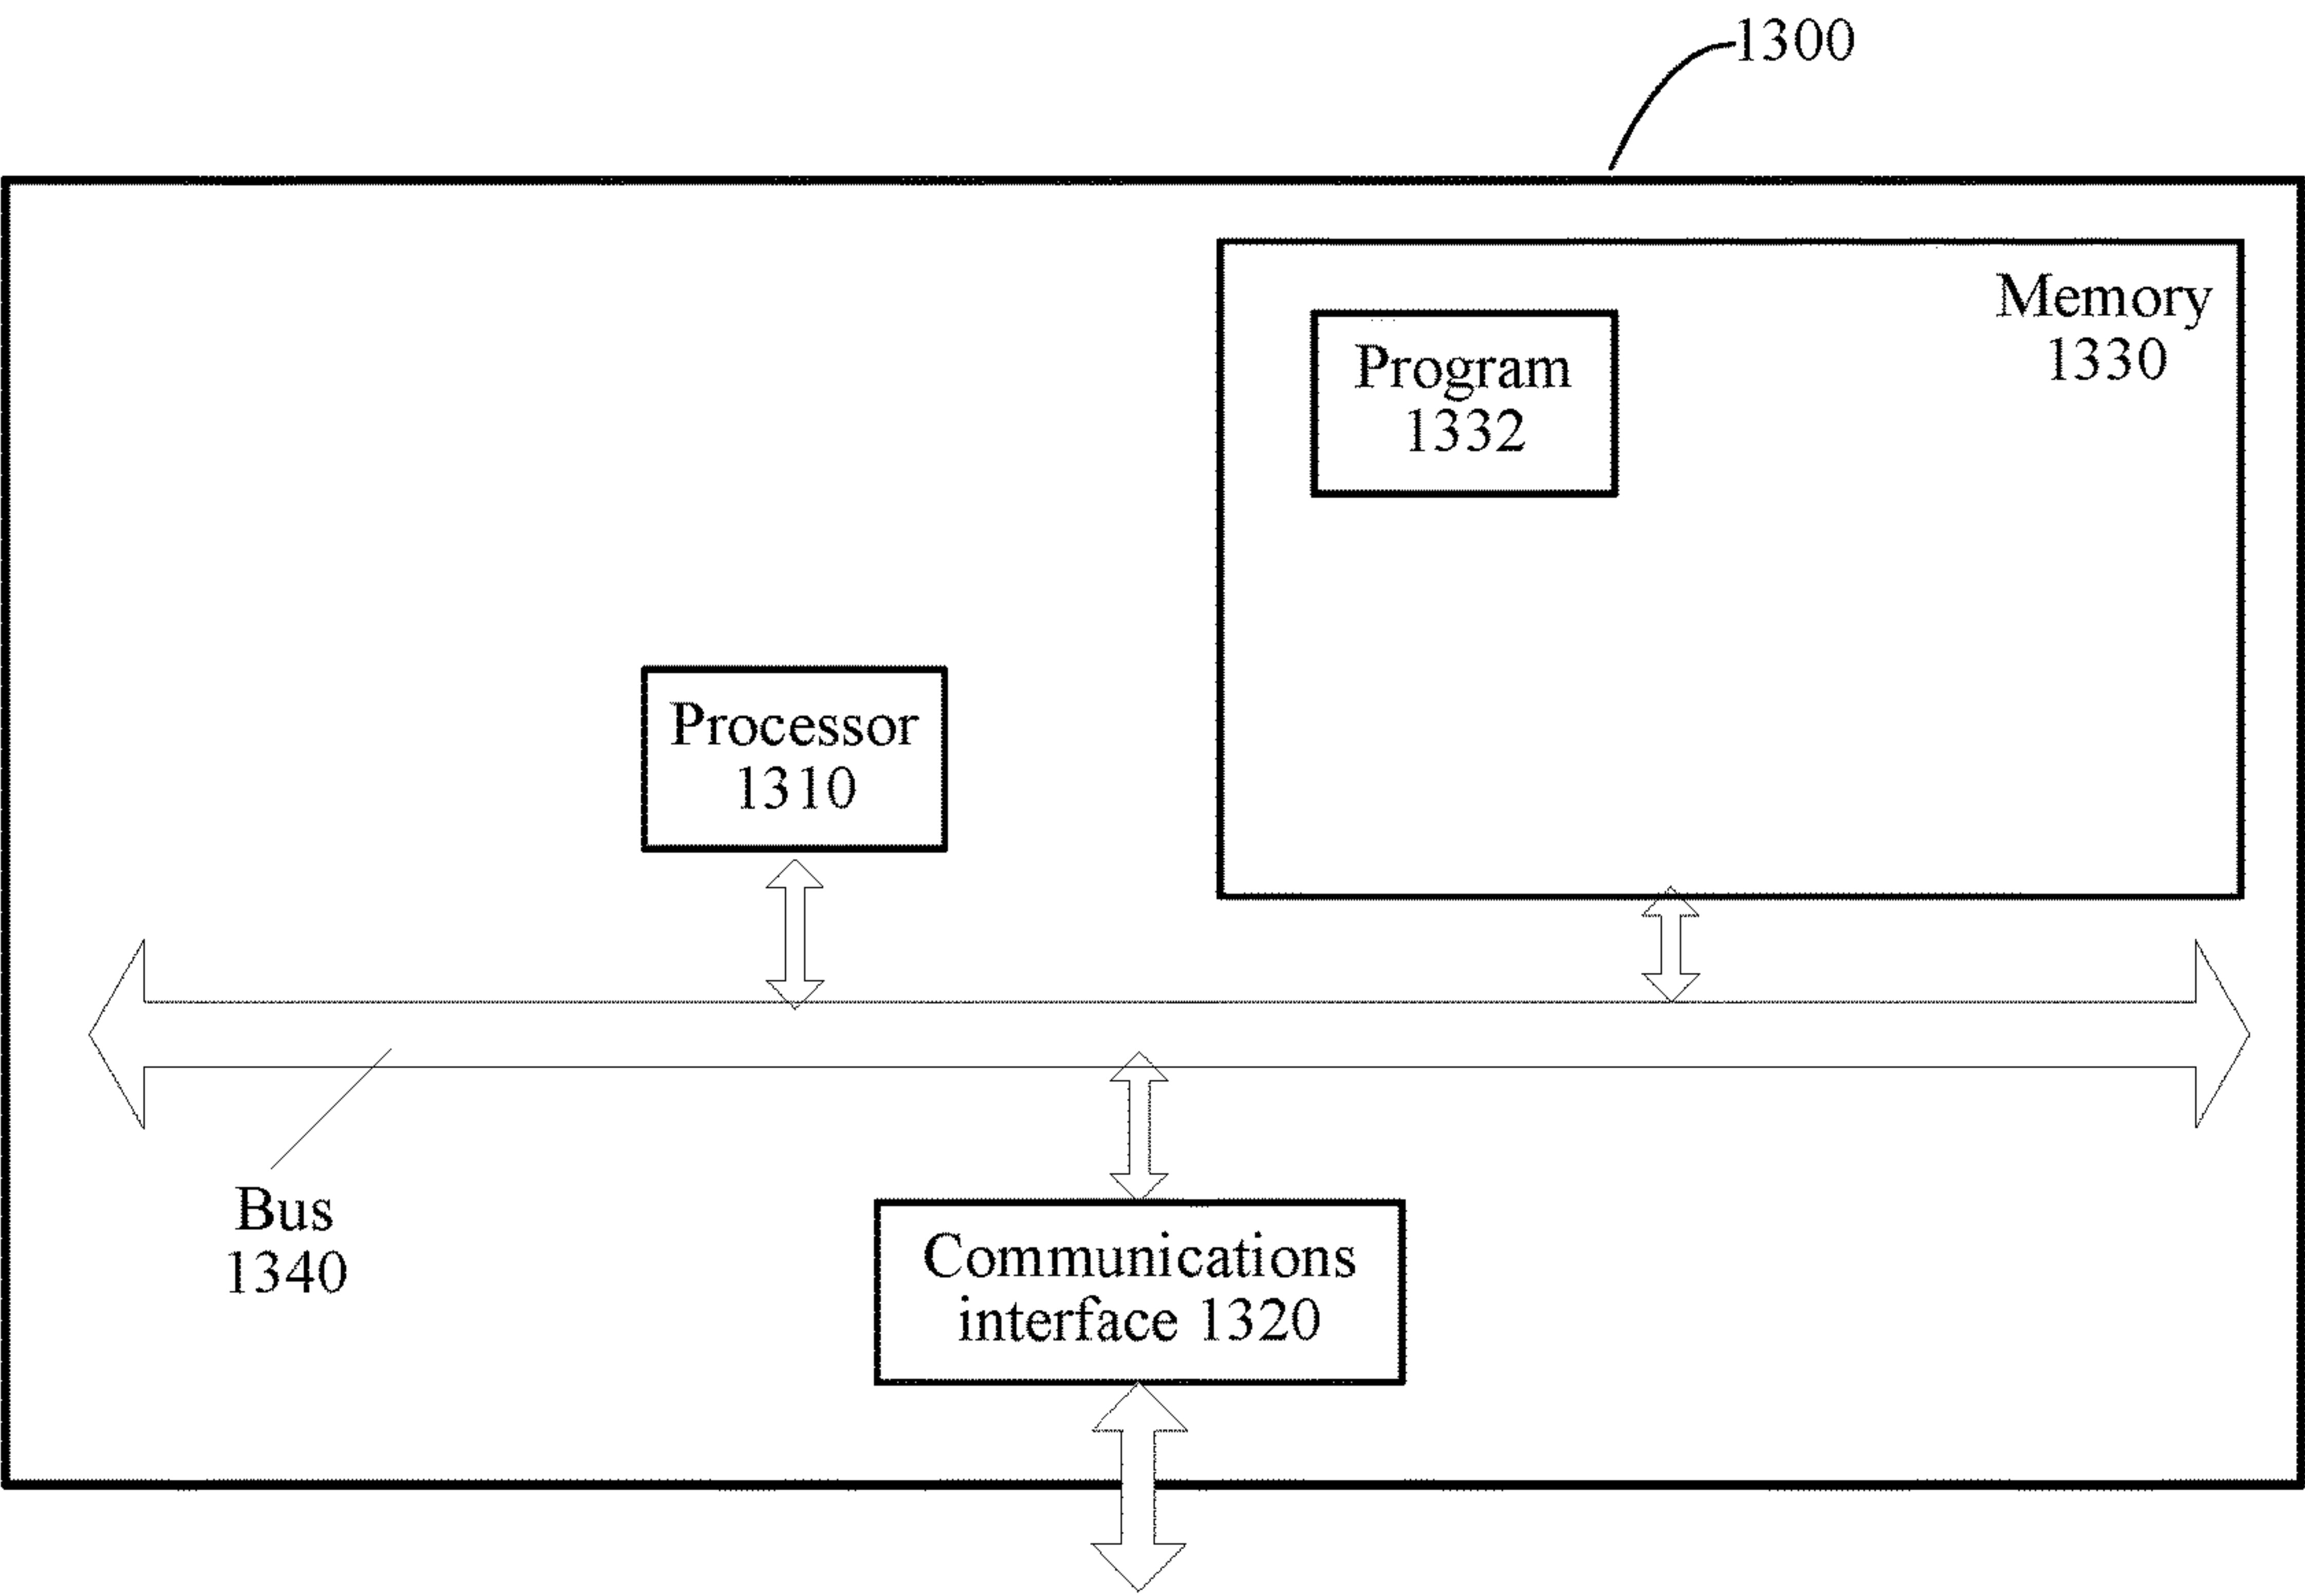 1300
Memory
1330
Program
1332
Processor
1310
Bus
1340
Communications
interface 1320